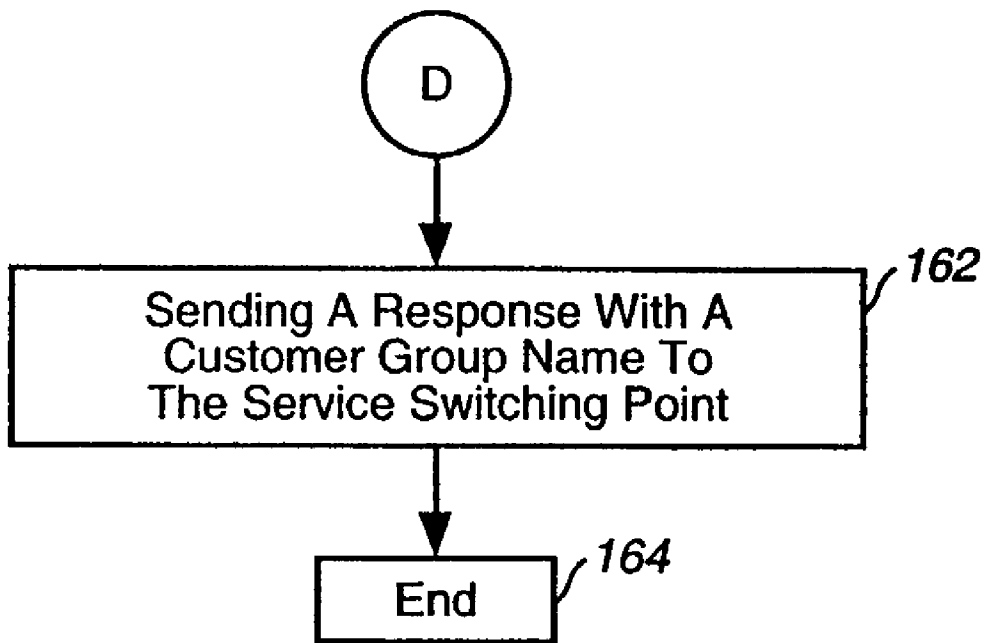 D
162
Sending A Response With A
Customer Group Name To
The Service Switching Point
164
End